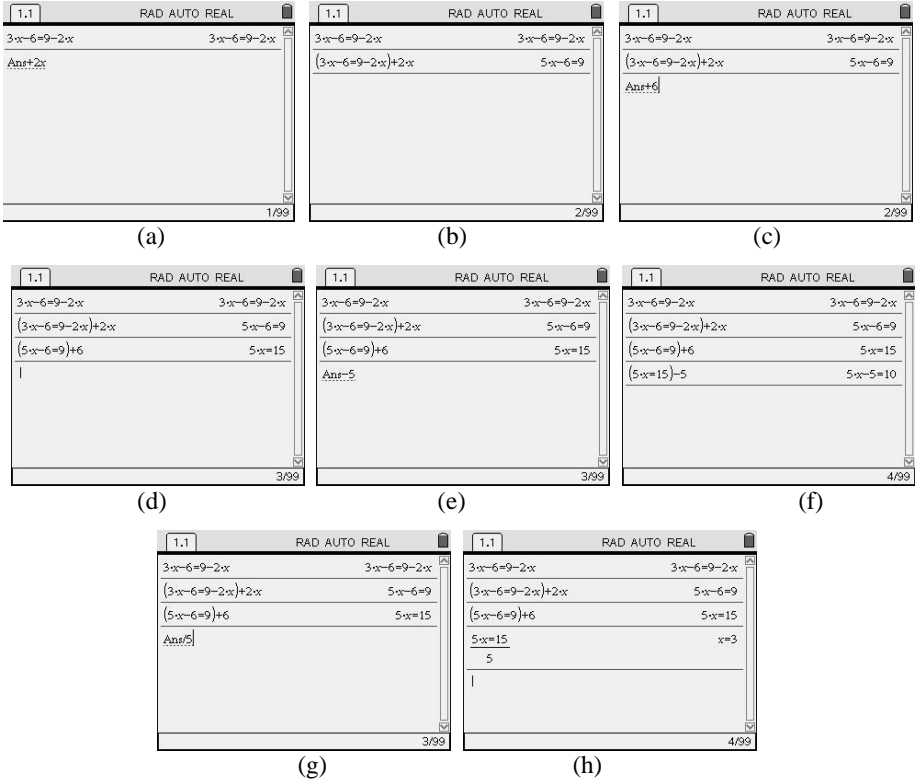 1.1 RAD AUTO REAL
3·x−6=9−2·x 3·x−6=9−2·x
Ans+2x
1/99
(a)
1.1 RAD AUTO REAL
3·x−6=9−2·x 3·x−6=9−2·x
(3·x−6=9−2·x)+2·x 5·x−6=9
2/99
(b)
1.1 RAD AUTO REAL
3·x−6=9−2·x 3·x−6=9−2·x
(3·x−6=9−2·x)+2·x 5·x−6=9
Ans+6
2/99
(c)
1.1 RAD AUTO REAL
3·x−6=9−2·x 3·x−6=9−2·x
(3·x−6=9−2·x)+2·x 5·x−6=9
(5·x−6=9)+6 5·x=15
3/99
(d)
1.1 RAD AUTO REAL
3·x−6=9−2·x 3·x−6=9−2·x
(3·x−6=9−2·x)+2·x 5·x−6=9
(5·x−6=9)+6 5·x=15
Ans−5
3/99
(e)
1.1 RAD AUTO REAL
3·x−6=9−2·x 3·x−6=9−2·x
(3·x−6=9−2·x)+2·x 5·x−6=9
(5·x−6=9)+6 5·x=15
(5·x=15)−5 5·x−5=10
4/99
(f)
1.1 RAD AUTO REAL
3·x−6=9−2·x 3·x−6=9−2·x
(3·x−6=9−2·x)+2·x 5·x−6=9
(5·x−6=9)+6 5·x=15
Ans/5
3/99
(g)
1.1 RAD AUTO REAL
3·x−6=9−2·x 3·x−6=9−2·x
(3·x−6=9−2·x)+2·x 5·x−6=9
(5·x−6=9)+6 5·x=15
5·x=15 x=3
5
4/99
(h)